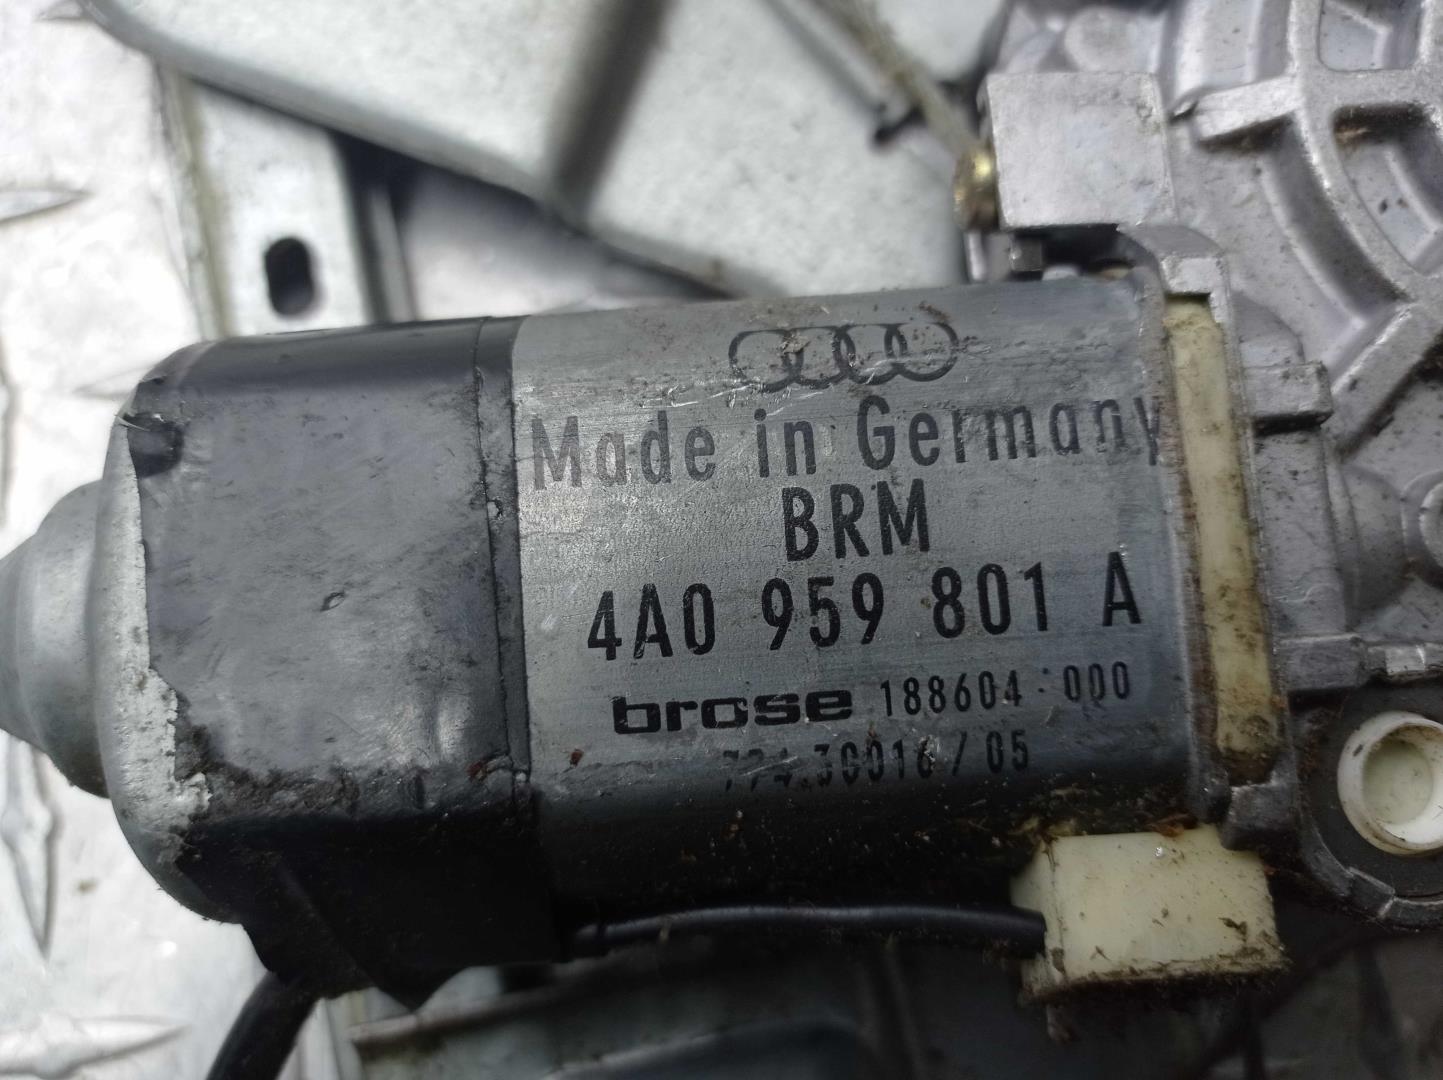 Made in Germany
BRM
4A0 959 801 A
brose 188604-000